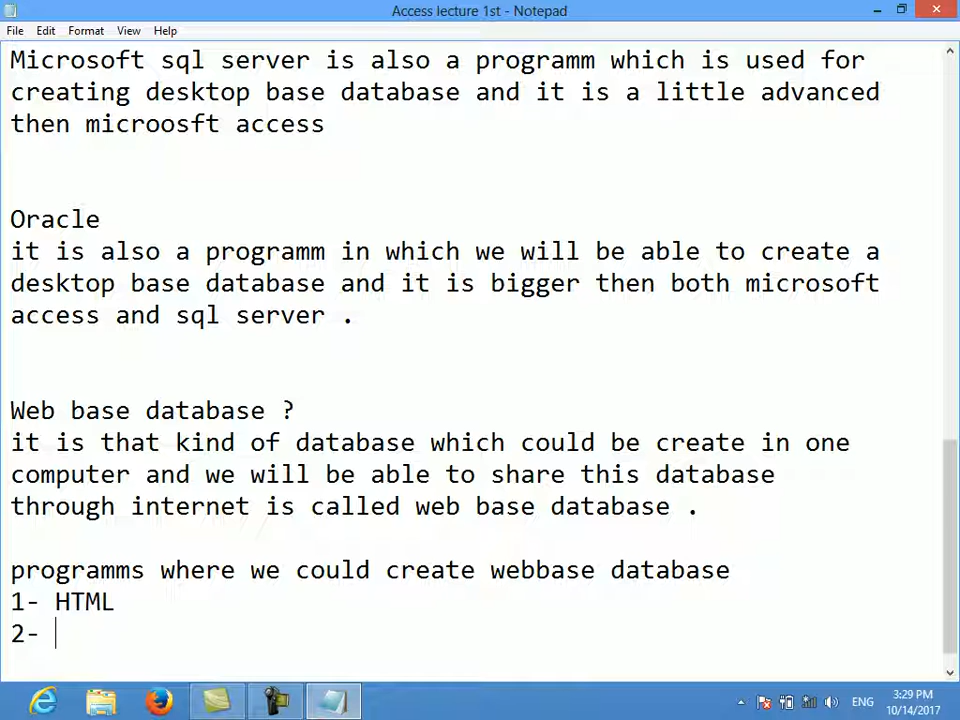 Access lecture 1st - Notepad
File Edit Format View Help
Microsoft sql server is also a programm which is used for
creating desktop base database and it is a little advanced
then microosft access
Oracle
it is also a programm in which we will be able to create a
desktop base database and it is bigger then both microsoft
access and sql server .
Web base database ?
it is that kind of database which could be create in one
computer and we will be able to share this database
through internet is called web base database .
programms where we could create webbase database
1- HTML
2-
ENG
3:29 PM
10/14/2017